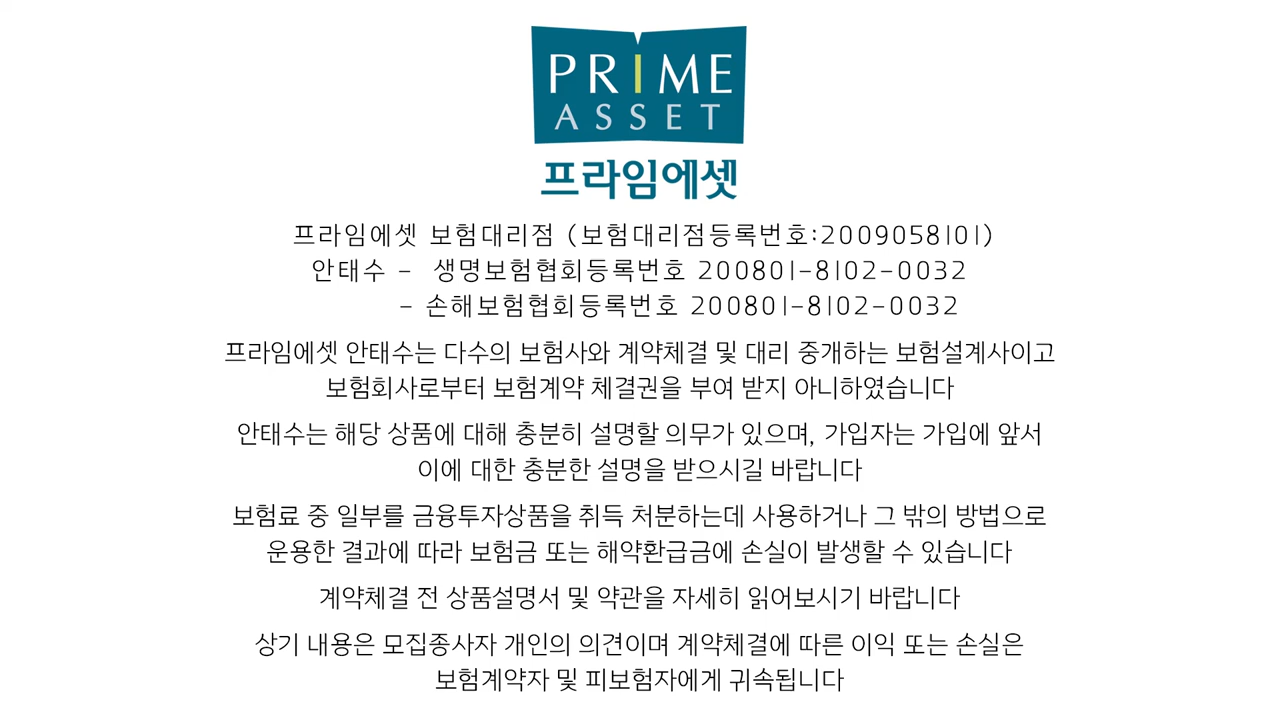 PRIME
ASSET
프라임에셋
프라임에셋 보험대리점 (보험대리점등록번호:2009058101)
안태수 - 생명보험협회등록번호 200801-8102-0032
- 손해보험협회등록번호 200801-8102-0032
프라임에셋 안태수는 다수의 보험사와 계약체결 및 대리 중개하는 보험설계사이고
보험회사로부터 보험계약 체결권을 부여 받지 아니하였습니다
안태수는 해당 상품에 대해 충분히 설명할 의무가 있으며, 가입자는 가입에 앞서
이에 대한 충분한 설명을 받으시길 바랍니다
보험료 중 일부를 금융투자상품을 취득 처분하는데 사용하거나 그 밖의 방법으로
운용한 결과에 따라 보험금 또는 해약환급금에 손실이 발생할 수 있습니다
계약체결 전 상품설명서 및 약관을 자세히 읽어보시기 바랍니다
상기 내용은 모집종사자 개인의 의견이며 계약체결에 따른 이익 또는 손실은
보험계약자 및 피보험자에게 귀속됩니다